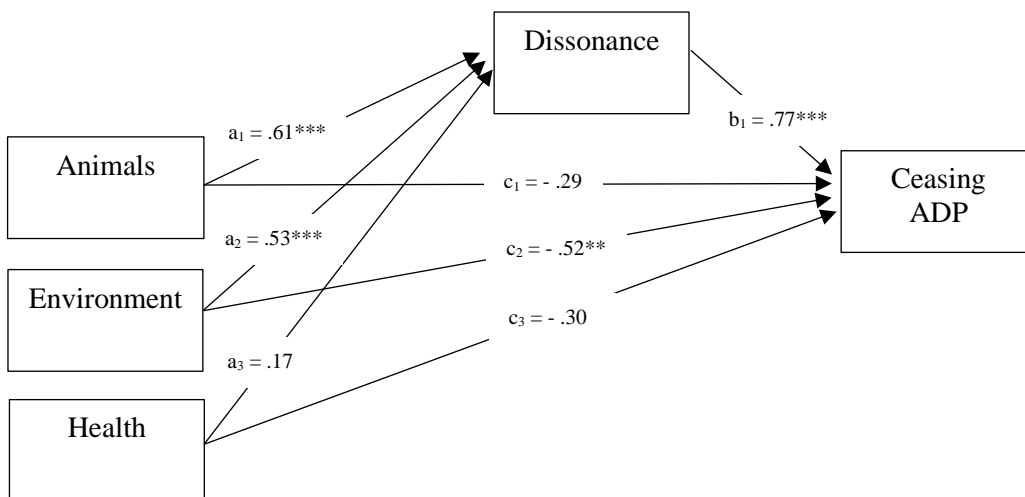 Dissonance
a₁ = .61***
b₁ = .77***
Animals
c₁ = - .29
Ceasing
ADP
a₂ = .53***
c₂ = - .52**
Environment
c₃ = - .30
a₃ = .17
Health